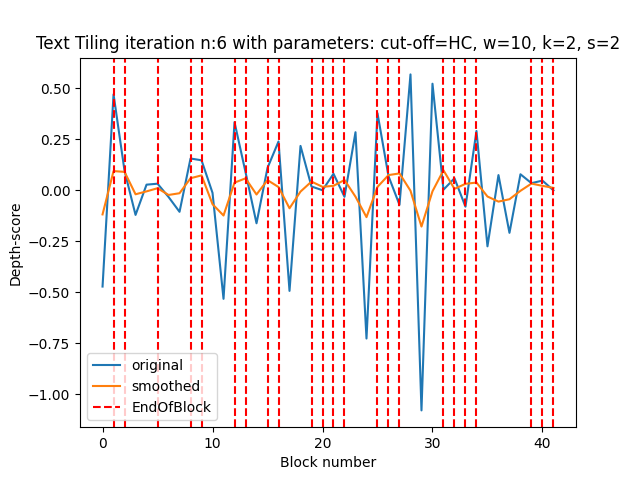 Text Tiling iteration n:6 with parameters: cut-off=HC, w=10, k=2, s=2
Depth-score
0.50
0.25
0.00
−0.25
−0.50
−0.75
−1.00
original
smoothed
EndOfBlock
0
10
20
30
40
Block number